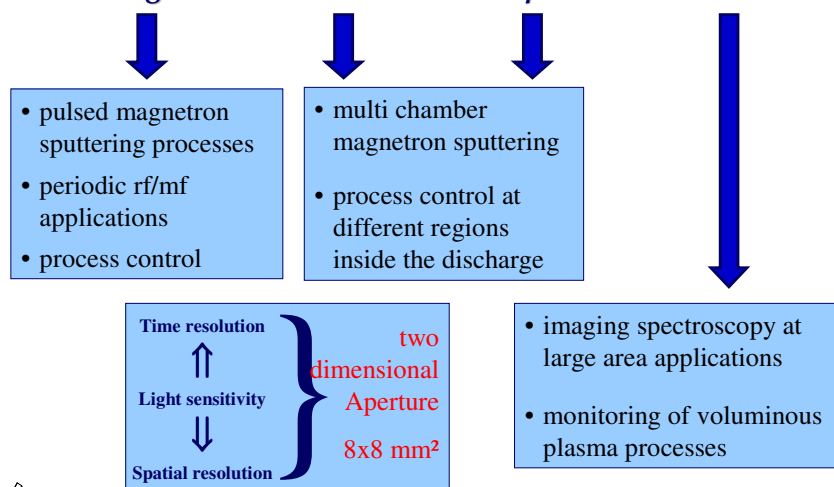 • pulsed magnetron
sputtering processes
• periodic rf/mf
applications
• process control
• multi chamber
magnetron sputtering
• process control at
different regions
inside the discharge
Time resolution
⇑
Light sensitivity
⇓
Spatial resolution
}
two
dimensional
Aperture
8x8 mm²
• imaging spectroscopy at
large area applications
• monitoring of voluminous
plasma processes